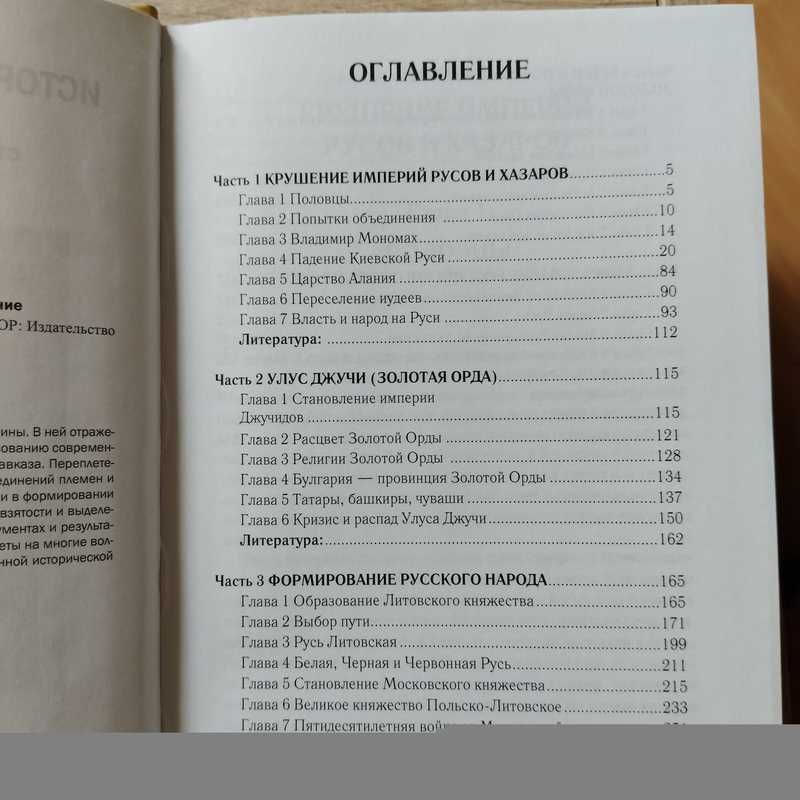 ИСТОР
ние
ОР: Издательство
ины. В ней отраже-
ованию современ-
авказа. Переплете-
единений племен и
и в формировании
взятости и выделе-
ументах и результа-
еты на многие вол-
нной исторической
ОГЛАВЛЕНИЕ
Часть 1 КРУШЕНИЕ ИМПЕРИЙ РУСОВ И ХАЗАРОВ 5
Глава 1 Половцы 5
Глава 2 Попытки объединения 10
Глава 3 Владимир Мономах 14
Глава 4 Падение Киевской Руси 20
Глава 5 Царство Алания 84
Глава 6 Переселение иудеев 90
Глава 7 Власть и народ на Руси 93
Литература: 112
Часть 2 УЛУС ДЖУЧИ (ЗОЛОТАЯ ОРДА) 115
Глава 1 Становление империи
Джучидов 115
Глава 2 Расцвет Золотой Орды 121
Глава 3 Религии Золотой Орды 128
Глава 4 Булгария — провинция Золотой Орды 134
Глава 5 Татары, башкиры, чуваши 137
Глава 6 Кризис и распад Улуса Джучи 150
Литература: 162
Часть 3 ФОРМИРОВАНИЕ РУССКОГО НАРОДА 165
Глава 1 Образование Литовского княжества 165
Глава 2 Выбор пути 171
Глава 3 Русь Литовская 199
Глава 4 Белая, Черная и Червонная Русь 211
Глава 5 Становление Московского княжества 215
Глава 6 Великое княжество Польско-Литовское 233
Глава 7 Пятидесятилетняя